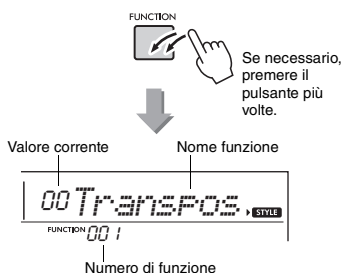 FUNCTION
Se necessario,
premere il
pulsante più
volte.
Valore corrente
Nome funzione
00 Transpos. STYLE
FUNCTION 001
Numero di funzione